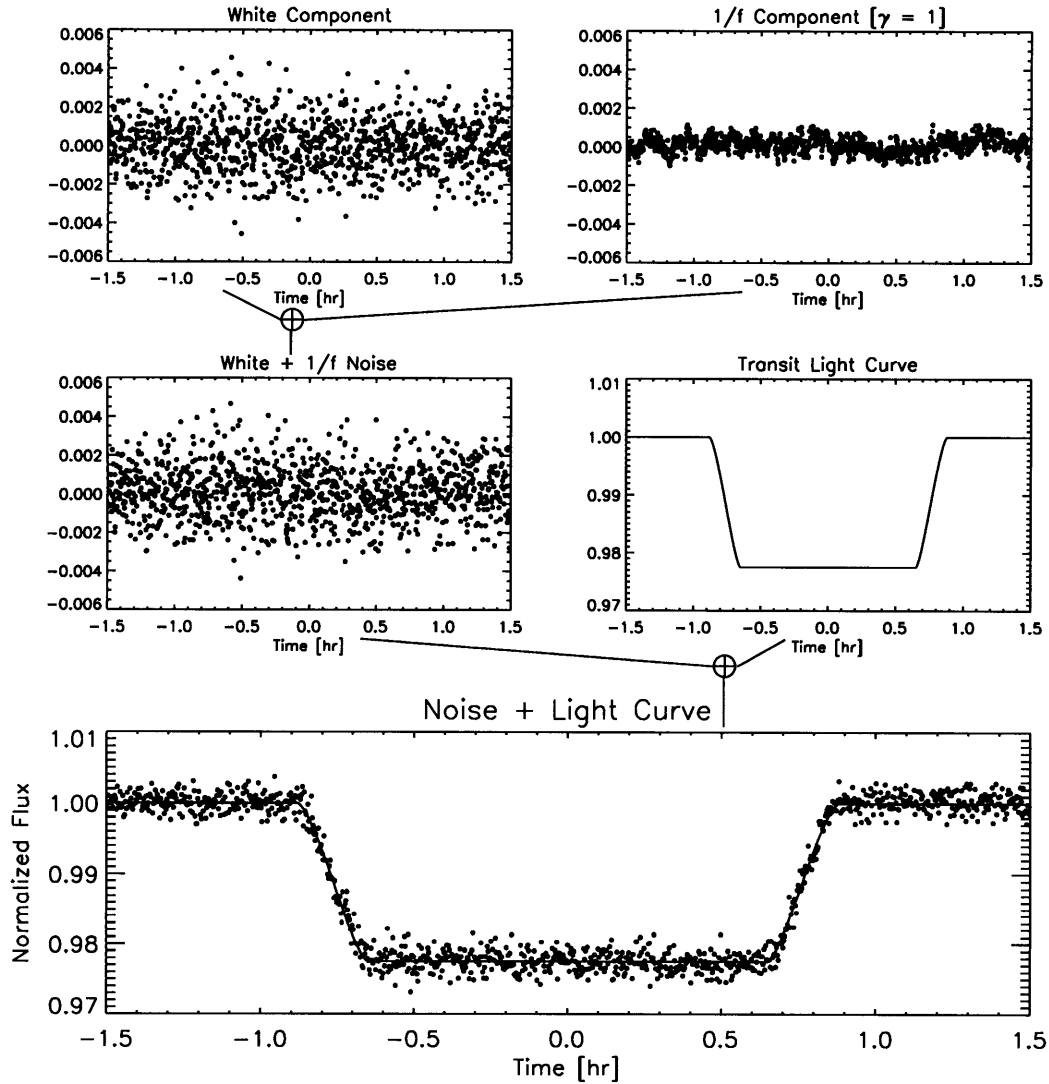 White Component
1/f Component [γ = 1]
0.006
0.004
0.002
0.000
−0.002
−0.004
−0.006
−1.5 −1.0 −0.5 0.0 0.5 1.0 1.5
Time [hr]
0.006
0.004
0.002
0.000
−0.002
−0.004
−0.006
−1.5 −1.0 −0.5 0.0 0.5 1.0 1.5
Time [hr]
White + 1/f Noise
Transit Light Curve
0.006
0.004
0.002
0.000
−0.002
−0.004
−0.006
−1.5 −1.0 −0.5 0.0 0.5 1.0 1.5
Time [hr]
1.01
1.00
0.99
0.98
0.97
−1.5 −1.0 −0.5 0.0 0.5 1.0 1.5
Time [hr]
Noise + Light Curve
Normalized Flux
1.01
1.00
0.99
0.98
0.97
−1.5 −1.0 −0.5 0.0 0.5 1.0 1.5
Time [hr]